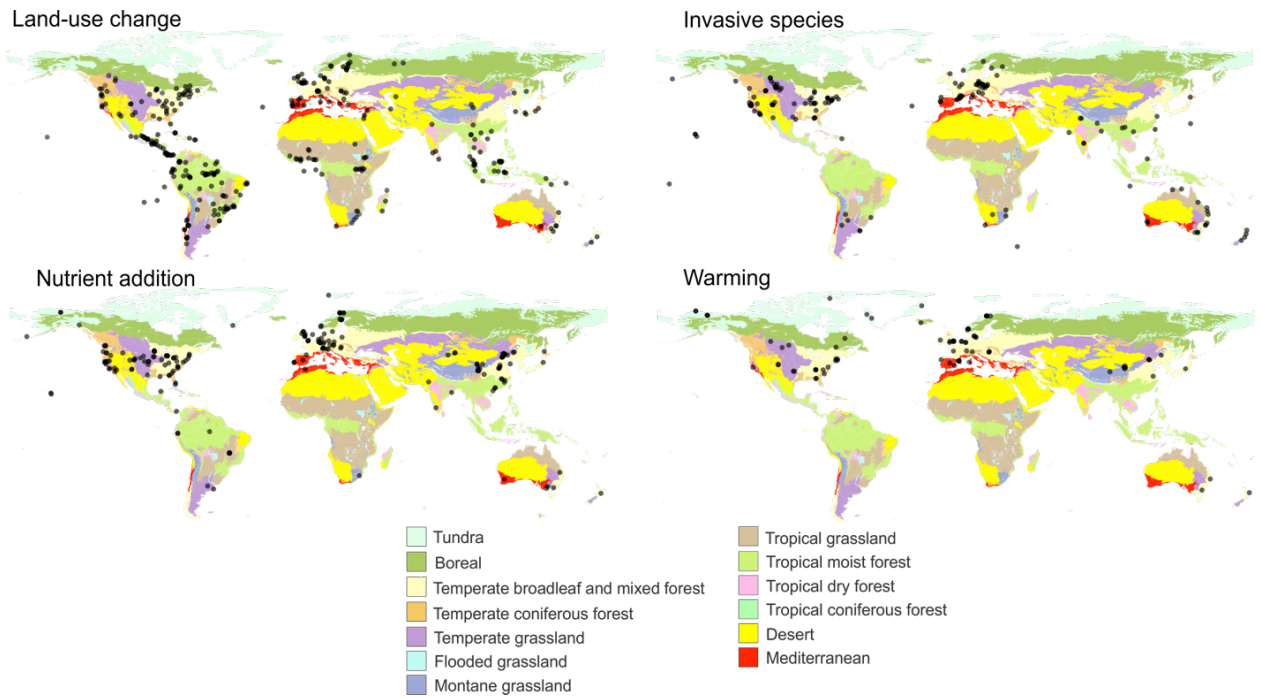 Land-use change
Invasive species
Nutrient addition
Warming
Tundra
Boreal
Temperate broadleaf and mixed forest
Temperate coniferous forest
Temperate grassland
Flooded grassland
Montane grassland
Tropical grassland
Tropical moist forest
Tropical dry forest
Tropical coniferous forest
Desert
Mediterranean